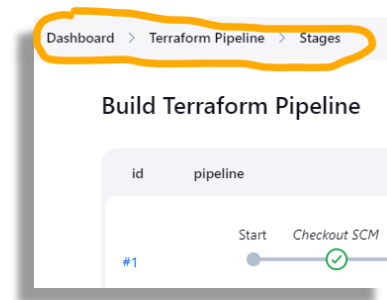 Dashboard > Terraform Pipeline > Stages
Build Terraform Pipeline
id pipeline
Start Checkout SCM
#1